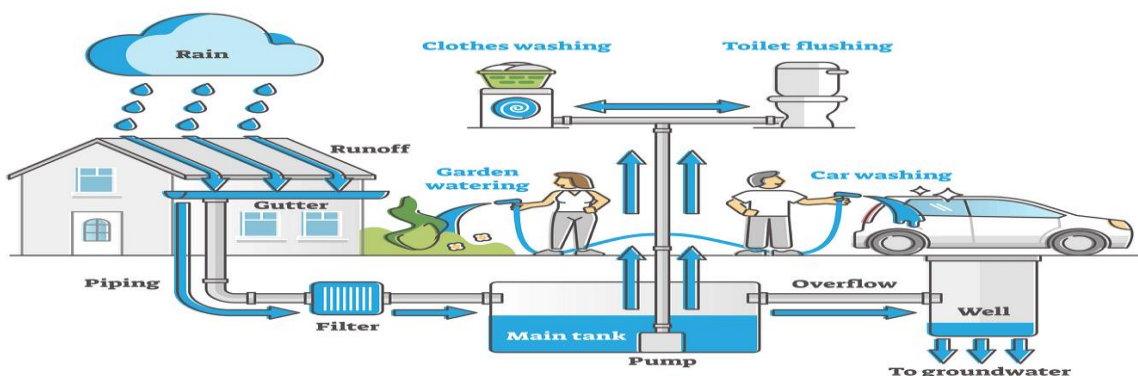 Rain
Clothes washing
Toilet flushing
Runoff
Garden
watering
Car washing
Gutter
Piping
Filter
Main tank
Pump
Overflow
Well
To groundwater